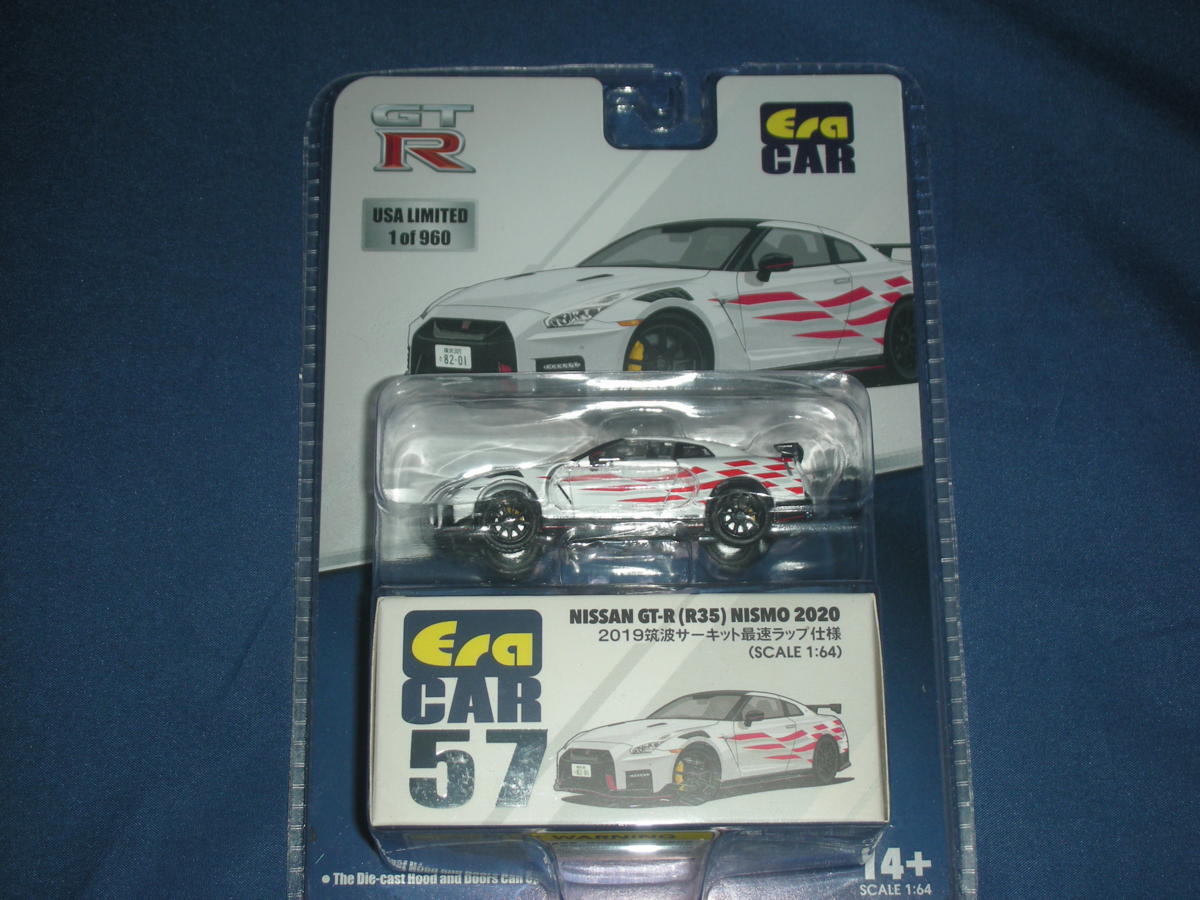 GT
R
Era
CAR
USA LIMITED
1 of 960
82-01
NISSAN GT-R (R35) NISMO 2020
2019筑波サーキット最速ラップ仕様
(SCALE 1:64)
Era
CAR
57
WARNING
The Die-cast Hood and Doors Can
14+
SCALE 1:64